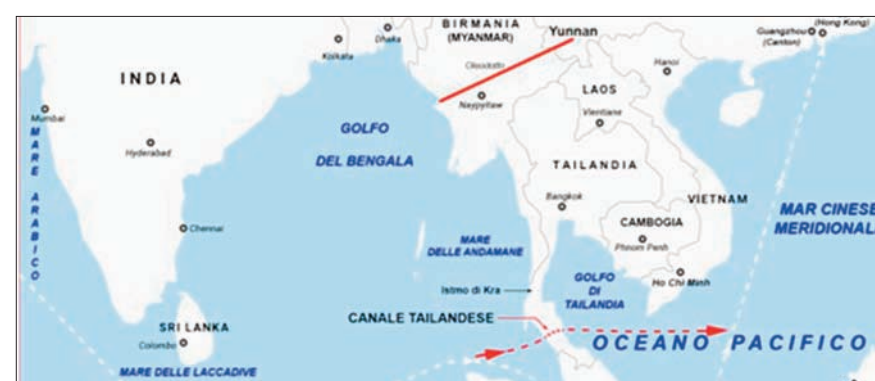 BIRMANIA
(MYANMAR)
Yunnan
(Hong Kong)
Guangzhou
(Canton)
Dhaka
Kolkata
INDIA
Oleodotto
Hanoi
LAOS
Mumbai
Naypyitaw
Vientiane
GOLFO
DEL BENGALA
Hyderabad
MARE ARABICO
TAILANDIA
VIETNAM
Bangkok
MAR CINESE
MERIDIONALE
Chennai
CAMBOGIA
MARE
DELLE ANDAMANE
Phnom Penh
GOLFO
DI
TAILANDIA
Ho Chi Minh
Istmo di Kra
CANALE TAILANDESE
SRI LANKA
Colombo
OCEANO PACIFICO
MARE DELLE LACCADIVE